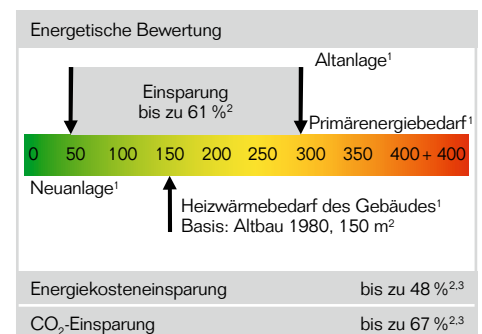 Energetische Bewertung
Altanlage¹
Einsparung
bis zu 61 %²
Primärenergiebedarf¹
0 50 100 150 200 250 300 350 400 + 400
Neuanlage¹
Heizwärmebedarf des Gebäudes¹
Basis: Altbau 1980, 150 m²
Energiekosteneinsparung bis zu 48 %²,³
CO₂-Einsparung bis zu 67 %²,³